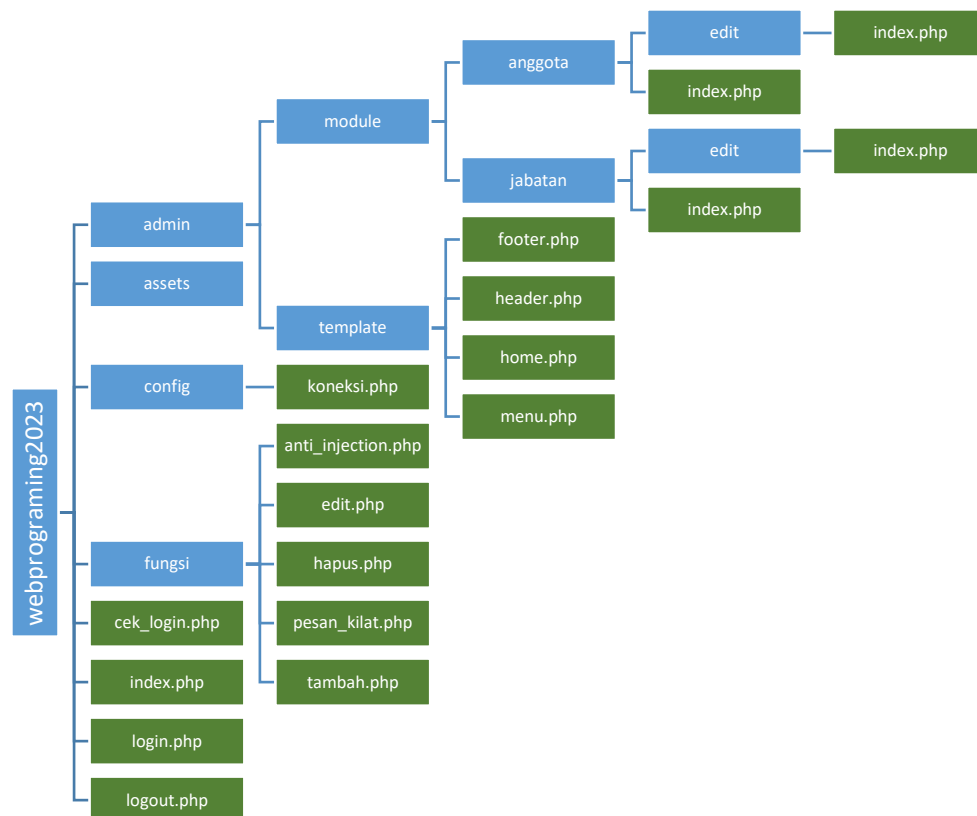 webprograming2023
admin
module
anggota
edit
index.php
index.php
jabatan
edit
index.php
index.php
template
footer.php
header.php
home.php
menu.php
assets
config
koneksi.php
fungsi
anti_injection.php
edit.php
hapus.php
pesan_kilat.php
tambah.php
cek_login.php
index.php
login.php
logout.php